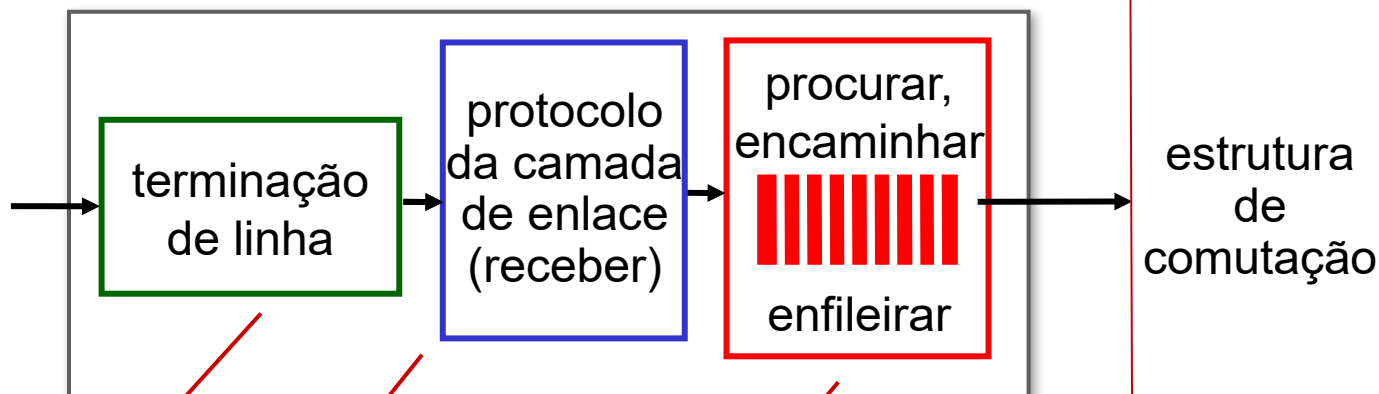 terminação
de linha
protocolo
da camada
de enlace
(receber)
procurar,
encaminhar
enfileirar
estrutura
de
comutação